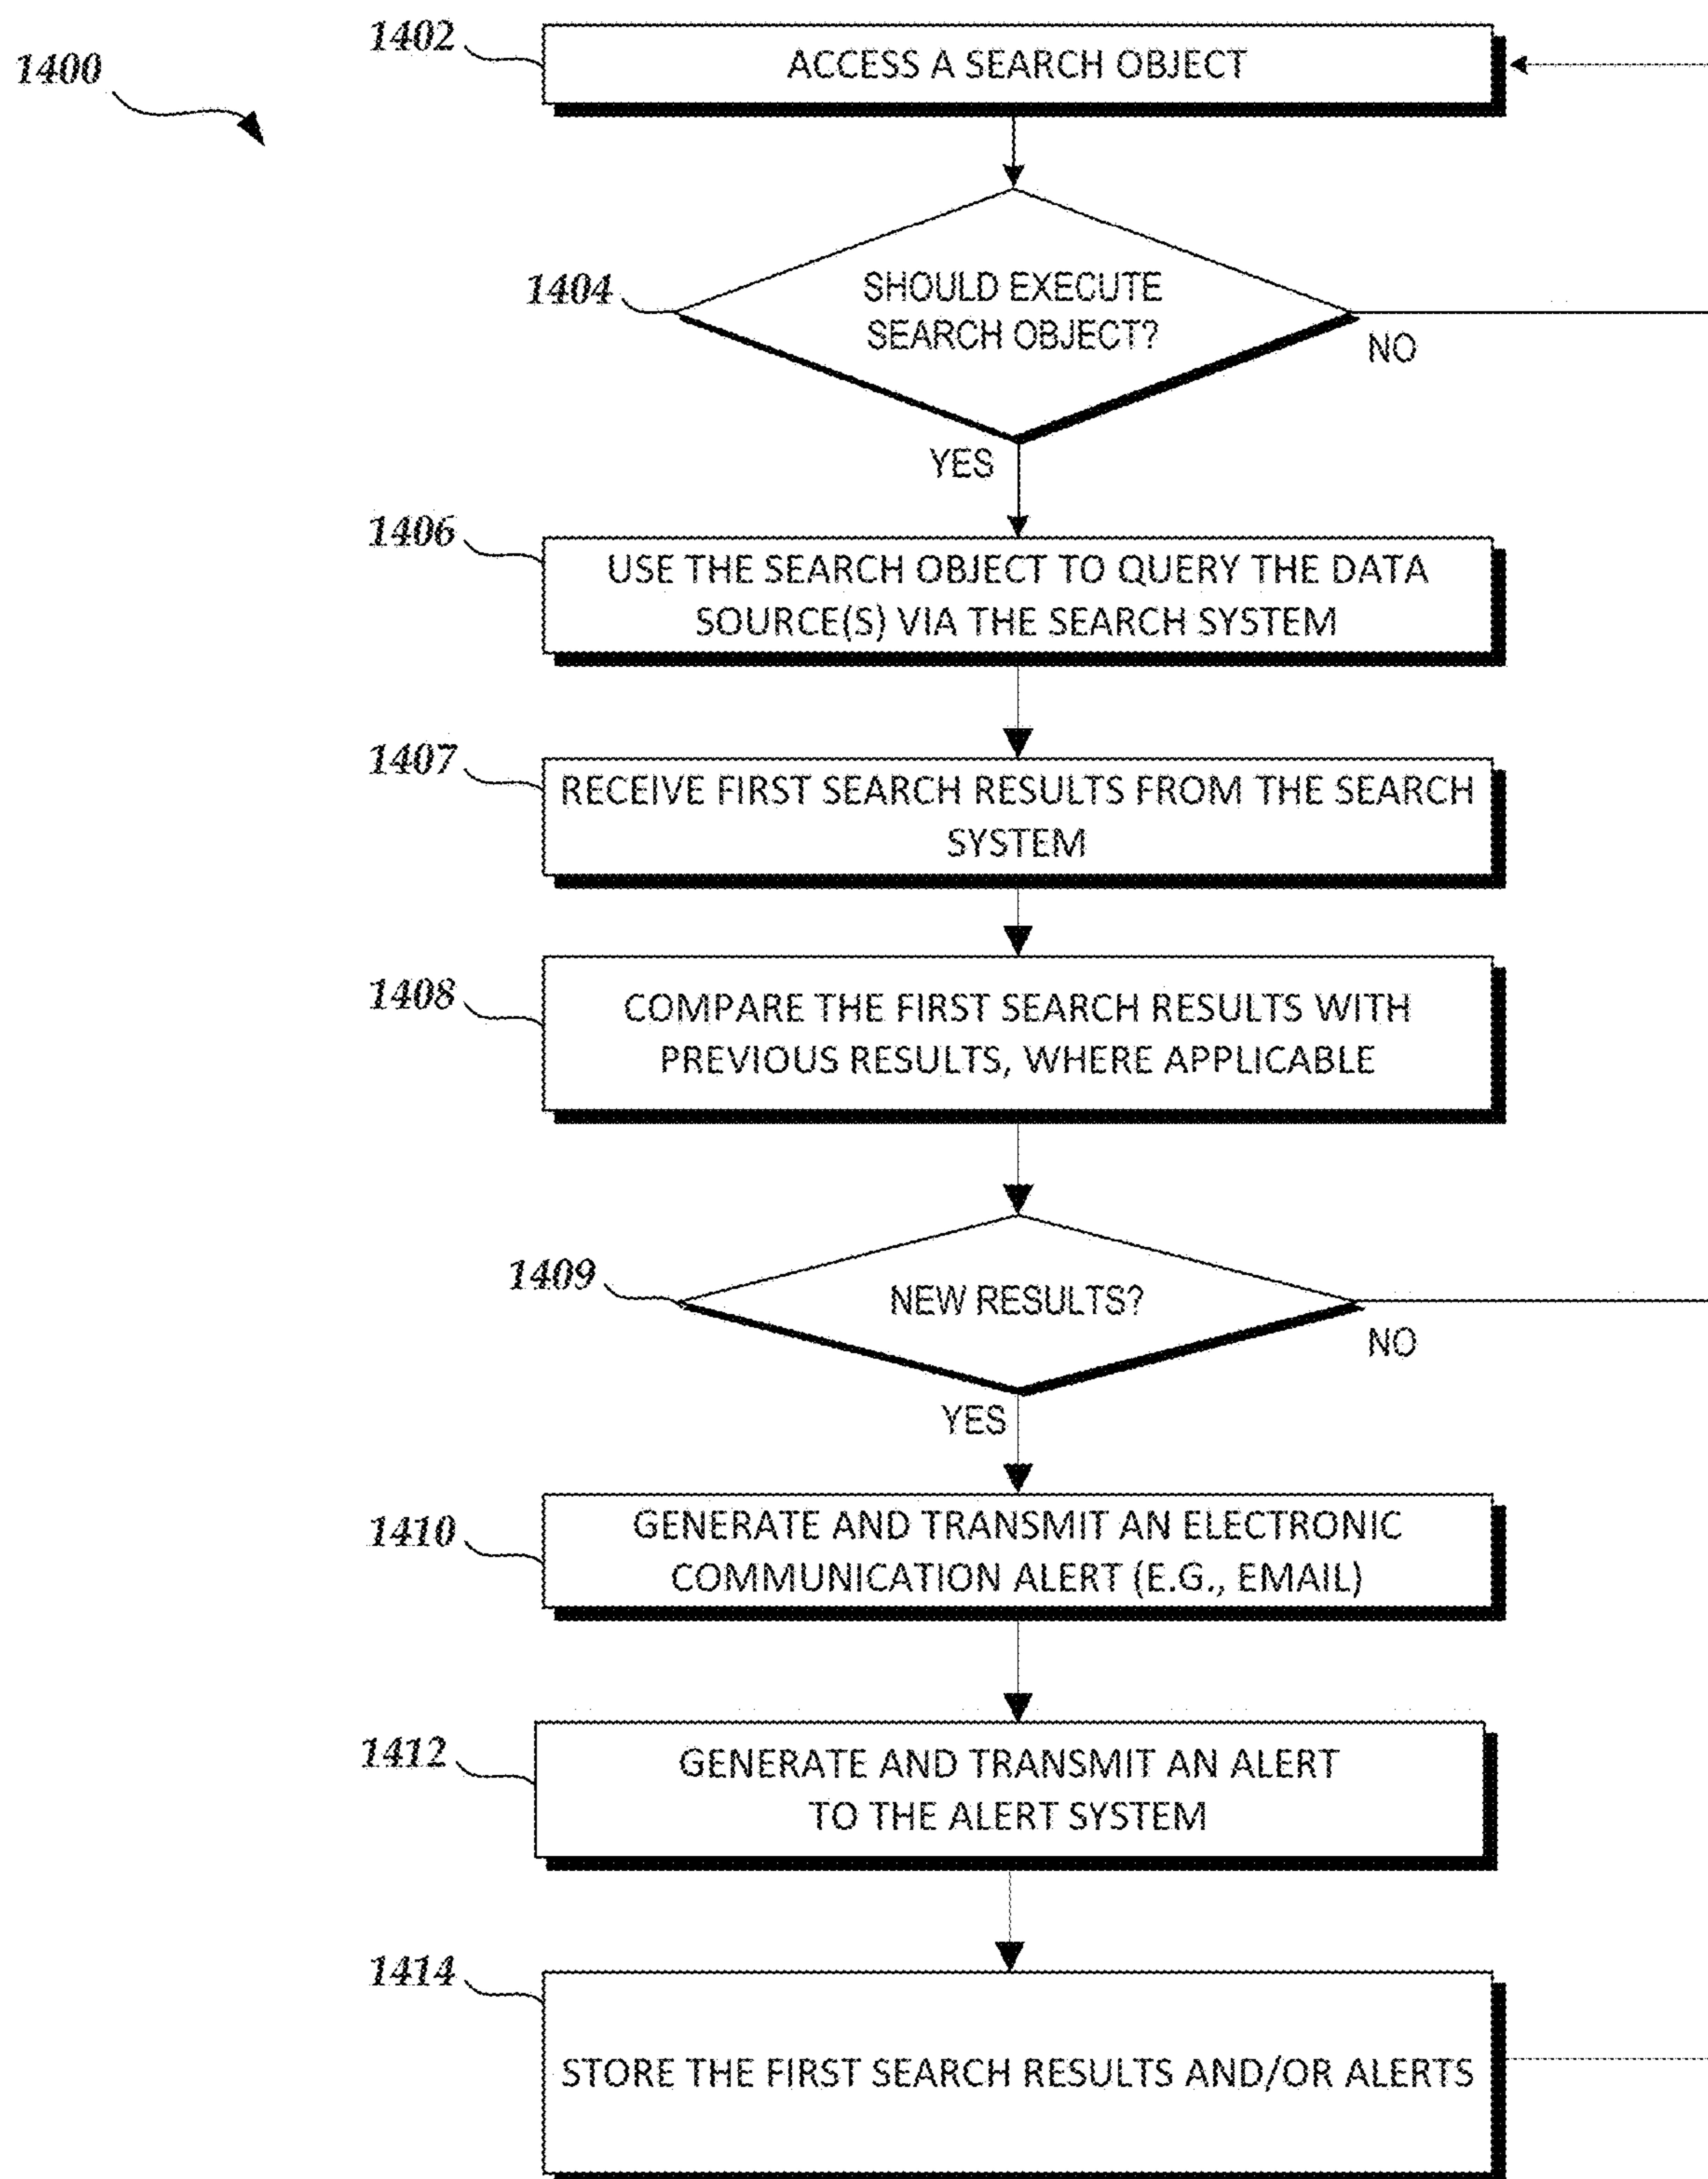 1400
1402
ACCESS A SEARCH OBJECT
1404
SHOULD EXECUTE
SEARCH OBJECT?
NO
YES
1406
USE THE SEARCH OBJECT TO QUERY THE DATA
SOURCE(S) VIA THE SEARCH SYSTEM
1407
RECEIVE FIRST SEARCH RESULTS FROM THE SEARCH
SYSTEM
1408
COMPARE THE FIRST SEARCH RESULTS WITH
PREVIOUS RESULTS, WHERE APPLICABLE
1409
NEW RESULTS?
NO
YES
1410
GENERATE AND TRANSMIT AN ELECTRONIC
COMMUNICATION ALERT (E.G., EMAIL)
1412
GENERATE AND TRANSMIT AN ALERT
TO THE ALERT SYSTEM
1414
STORE THE FIRST SEARCH RESULTS AND/OR ALERTS